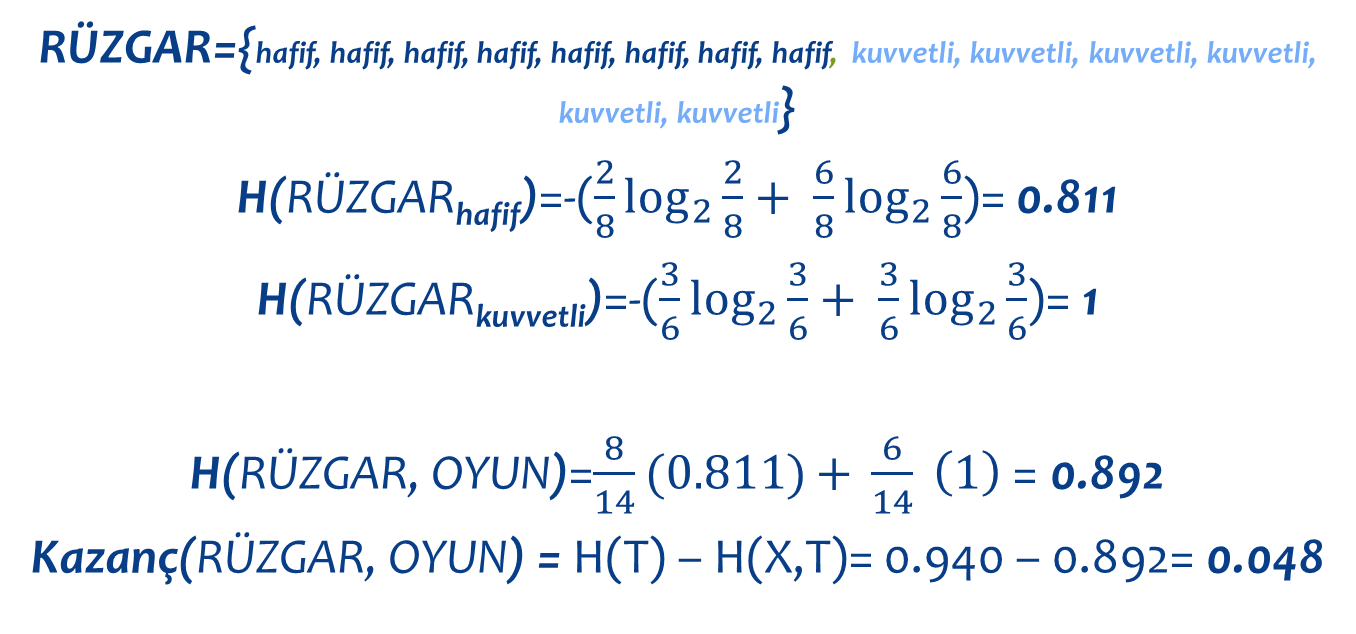 RÜZGAR={hafif, hafif, hafif, hafif, hafif, hafif, hafif, hafif, kuvvetli, kuvvetli, kuvvetli, kuvvetli,
kuvvetli, kuvvetli}
H(RÜZGAR_hafif)=-(2/8 log₂ 2/8 + 6/8 log₂ 6/8)= 0.811
H(RÜZGAR_kuvvetli)=-(3/6 log₂ 3/6 + 3/6 log₂ 3/6)= 1
H(RÜZGAR, OYUN)=8/14 (0.811) + 6/14 (1) = 0.892
Kazanç(RÜZGAR, OYUN) = H(T) – H(X,T)= 0.940 – 0.892= 0.048